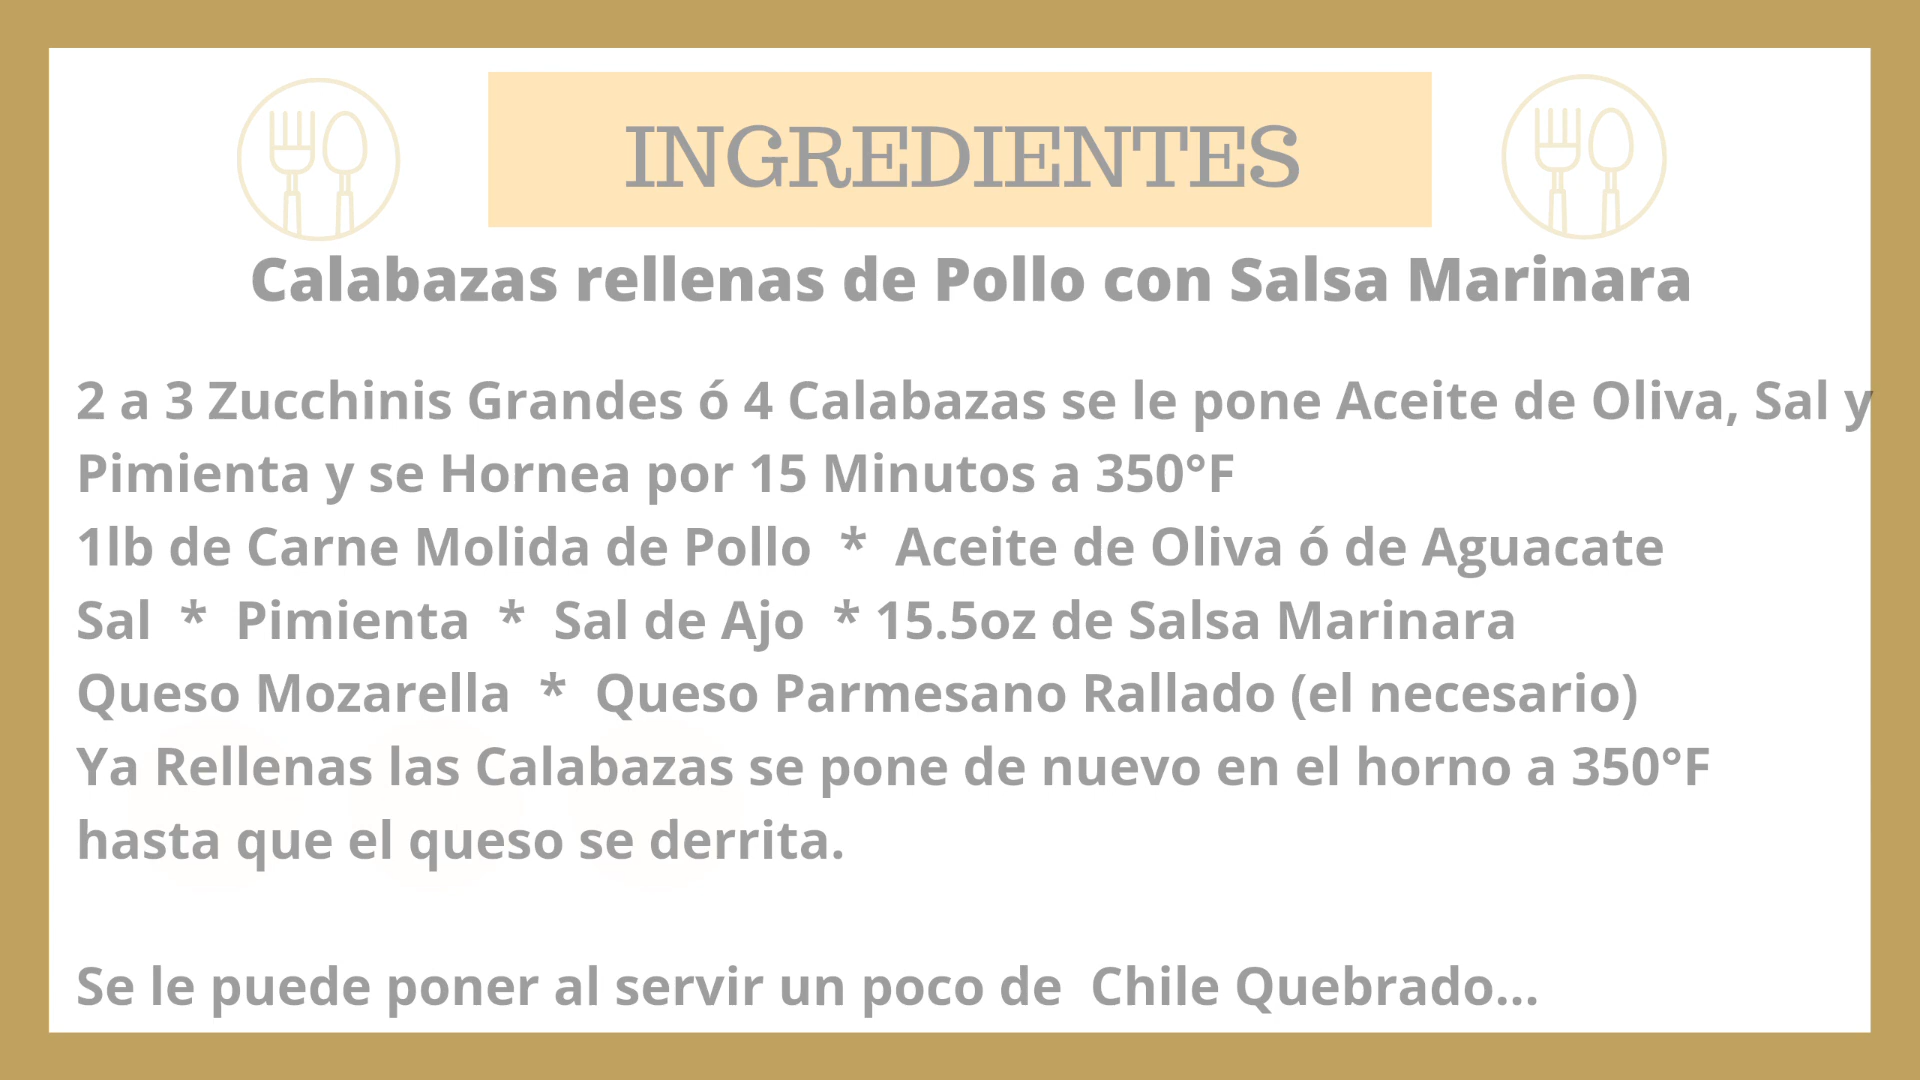 INGREDIENTES
Calabazas rellenas de Pollo con Salsa Marinara
2 a 3 Zucchinis Grandes ó 4 Calabazas se le pone Aceite de Oliva, Sal y
Pimienta y se Hornea por 15 Minutos a 350°F
1lb de Carne Molida de Pollo * Aceite de Oliva ó de Aguacate
Sal * Pimienta * Sal de Ajo * 15.5oz de Salsa Marinara
Queso Mozarella * Queso Parmesano Rallado (el necesario)
Ya Rellenas las Calabazas se pone de nuevo en el horno a 350°F
hasta que el queso se derrita.
Se le puede poner al servir un poco de Chile Quebrado...